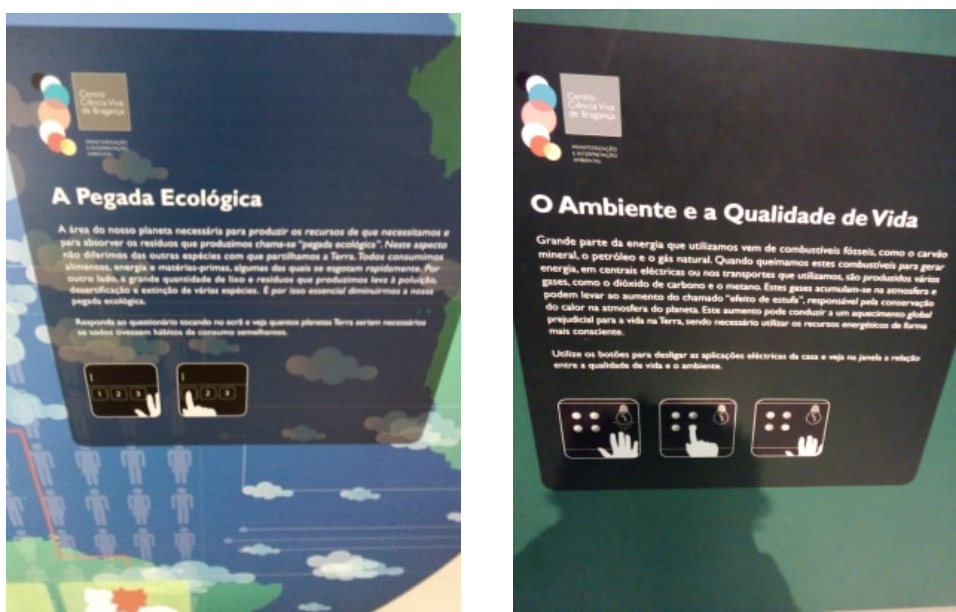 Centro
Ciência Viva
de Bragança
MONITORIZAÇÃO
E INTERPRETAÇÃO
AMBIENTAL
A Pegada Ecológica
A área do nosso planeta necessária para produzir os recursos de que necessitamos e
para absorver os resíduos que produzimos chama-se "pegada ecológica". Neste aspecto
não diferimos das outras espécies com que partilhamos a Terra. Todos consumimos
alimentos, energia e matérias-primas, algumas das quais se esgotam rapidamente. Por
outro lado, a grande quantidade de lixo e resíduos que produzimos leva à poluição,
desertificação e extinção de várias espécies. É por isso essencial diminuirmos a nossa
pegada ecológica.
Responda ao questionário tocando no ecrã e veja quantos planetas Terra seriam necessários
se todos tivessem hábitos de consumo semelhantes.
1 2 3
2 3
Centro
Ciência Viva
de Bragança
MONITORIZAÇÃO
E INTERPRETAÇÃO
AMBIENTAL
O Ambiente e a Qualidade de Vida
Grande parte da energia que utilizamos vem de combustíveis fósseis, como o carvão
mineral, o petróleo e o gás natural. Quando queimamos estes combustíveis para gerar
energia, em centrais eléctricas ou nos transportes que utilizamos, são produzidos vários
gases, como o dióxido de carbono e o metano. Estes gases acumulam-se na atmosfera e
podem levar ao aumento do chamado "efeito de estufa", responsável pela conservação
do calor na atmosfera do planeta. Este aumento pode conduzir a um aquecimento global
prejudicial para a vida na Terra, sendo necessário utilizar os recursos energéticos de forma
mais consciente.
Utilize os botões para desligar as aplicações eléctricas da casa e veja na janela a relação
entre a qualidade de vida e o ambiente.